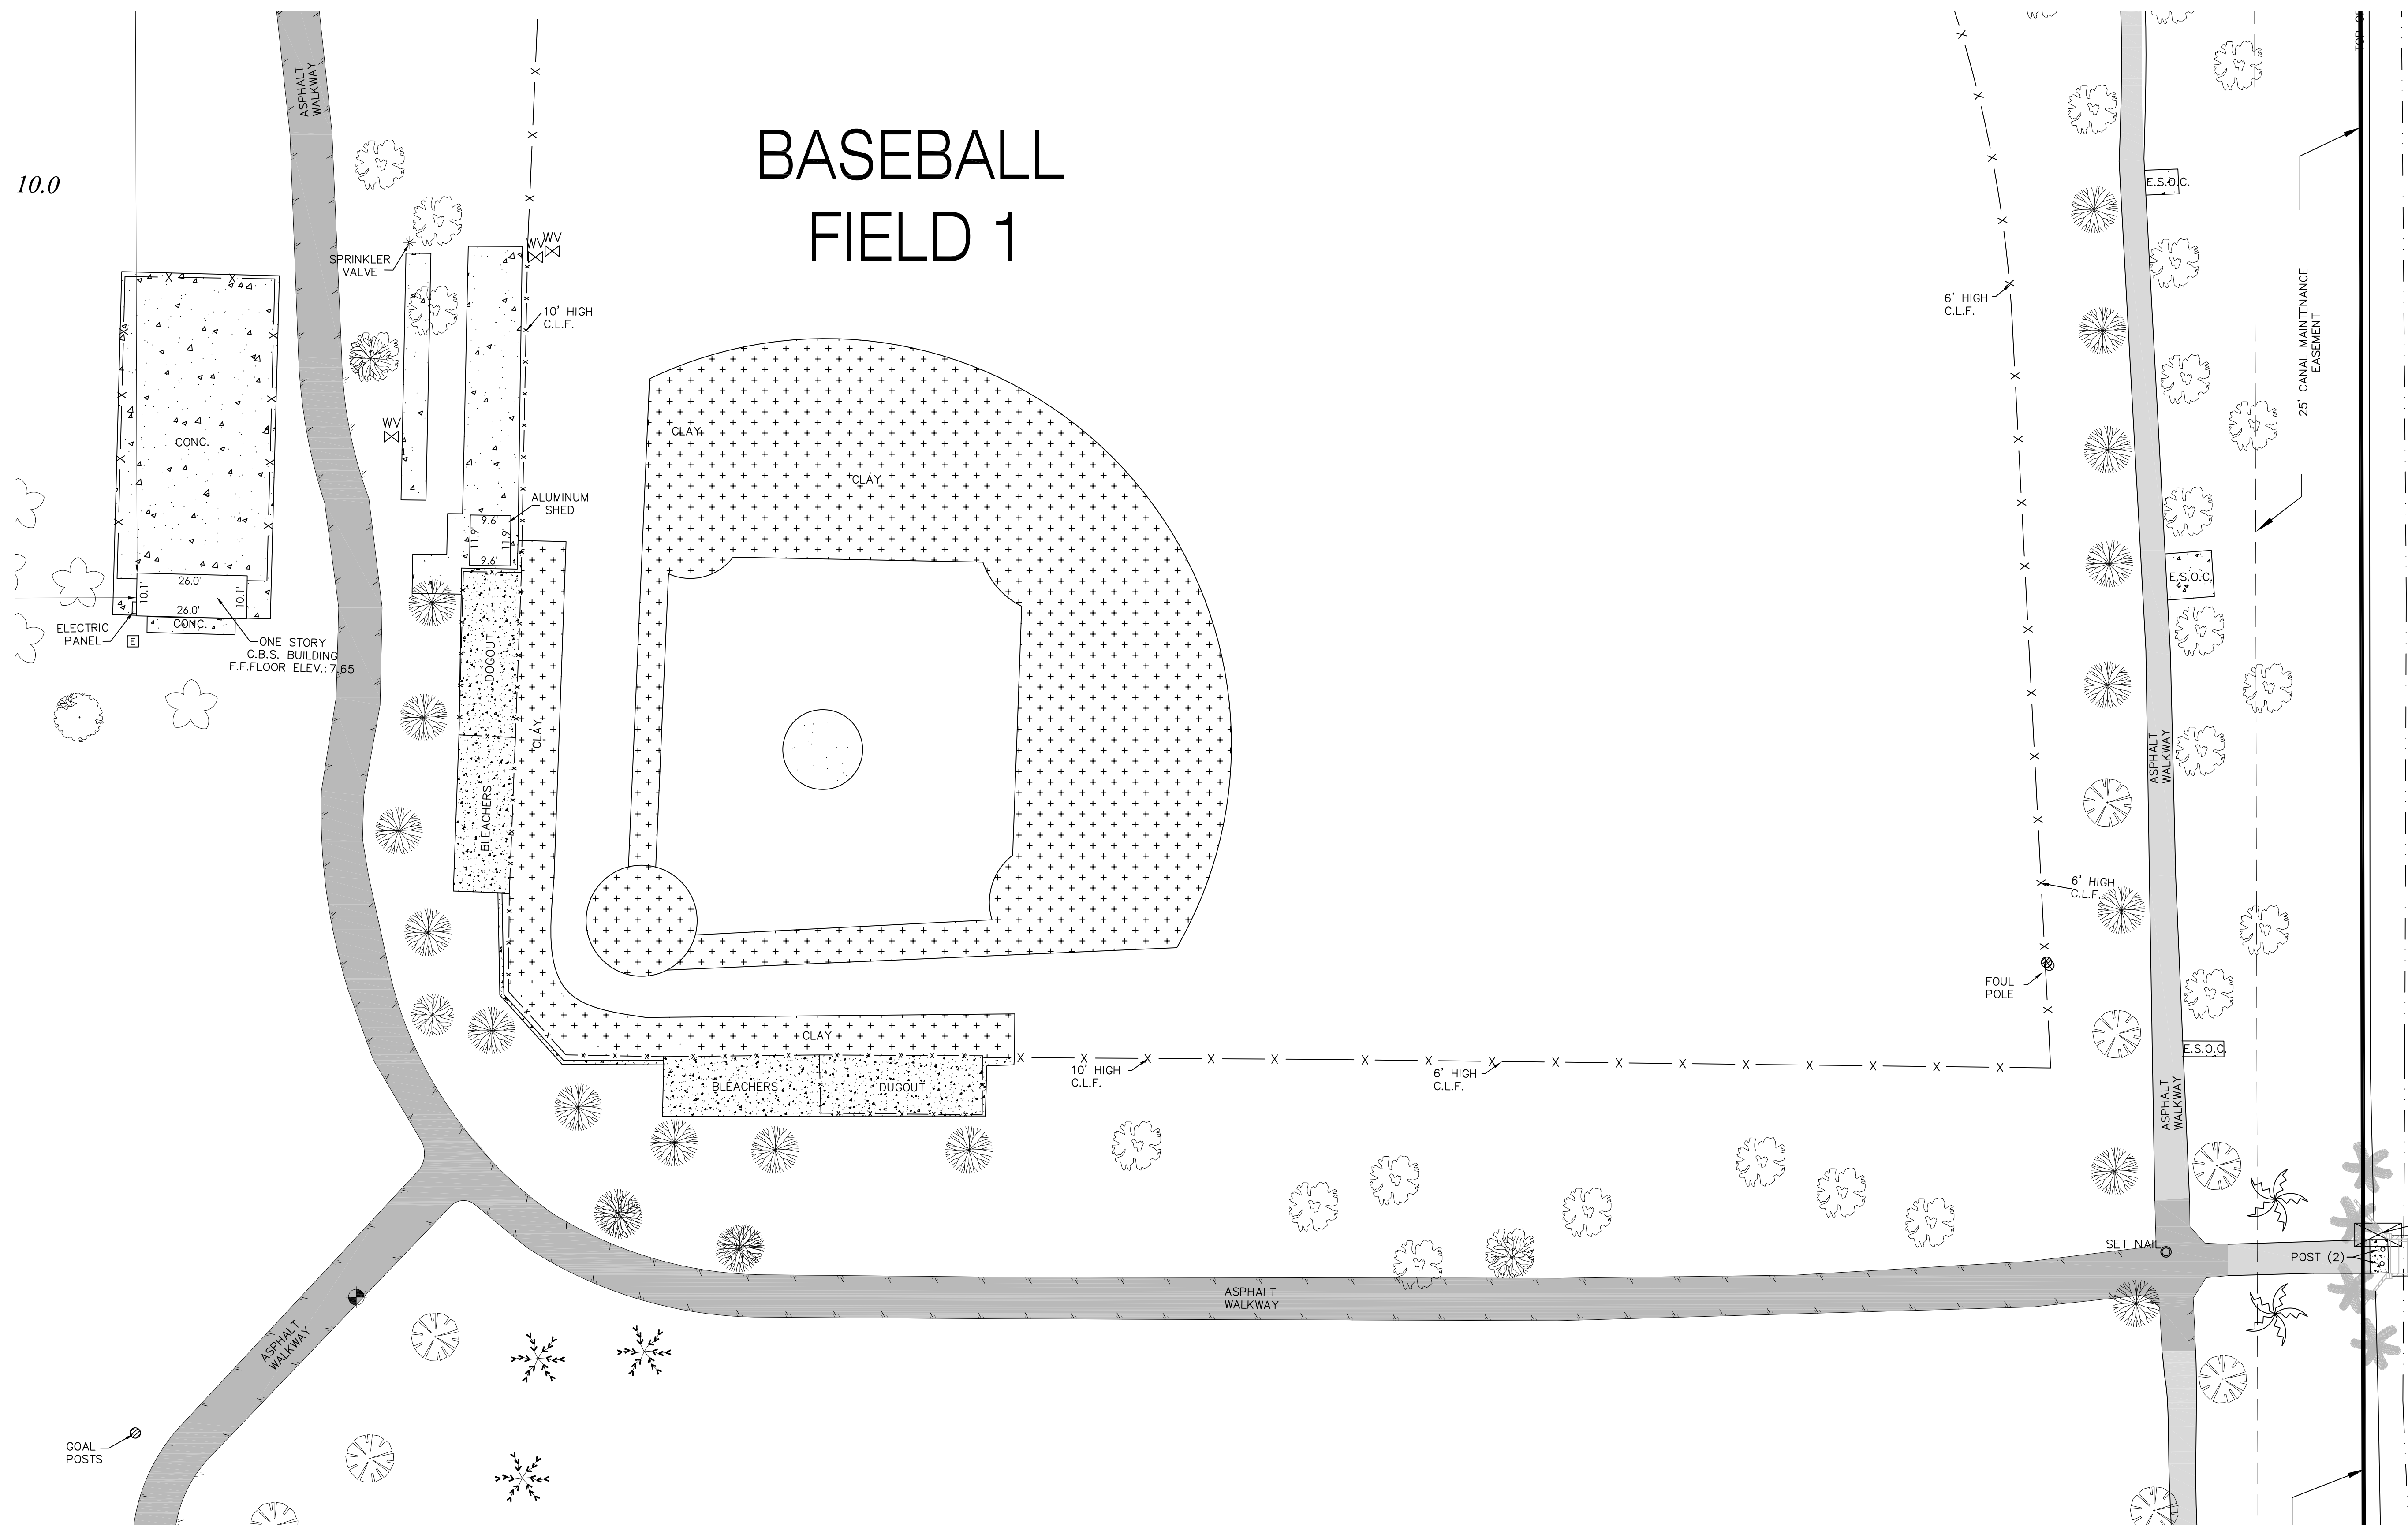 TOP OF
ASPHALT
WALKWAY
BASEBALL
FIELD 1
10.0
E.S.O.C.
WV
WV
SPRINKLER
VALVE
10' HIGH
C.L.F.
6' HIGH
C.L.F.
25' CANAL MAINTENANCE
EASEMENT
CONC.
WV
CLAY
CLAY
ALUMINUM
SHED
9.6'
11.9'
11.9'
9.6'
E.S.O.C.
26.0'
10.1'
10.1'
26.0'
CONC.
ELECTRIC
PANEL
E
ONE STORY
C.B.S. BUILDING
F.F.FLOOR ELEV.: 7.65
DOGOUT
CLAY
BLEACHERS
ASPHALT
WALKWAY
6' HIGH
C.L.F.
FOUL
POLE
CLAY
E.S.O.C.
BLEACHERS
DUGOUT
10' HIGH
C.L.F.
6' HIGH
C.L.F.
ASPHALT
WALKWAY
SET NAIL
POST (2)
ASPHALT
WALKWAY
ASPHALT
WALKWAY
GOAL
POSTS